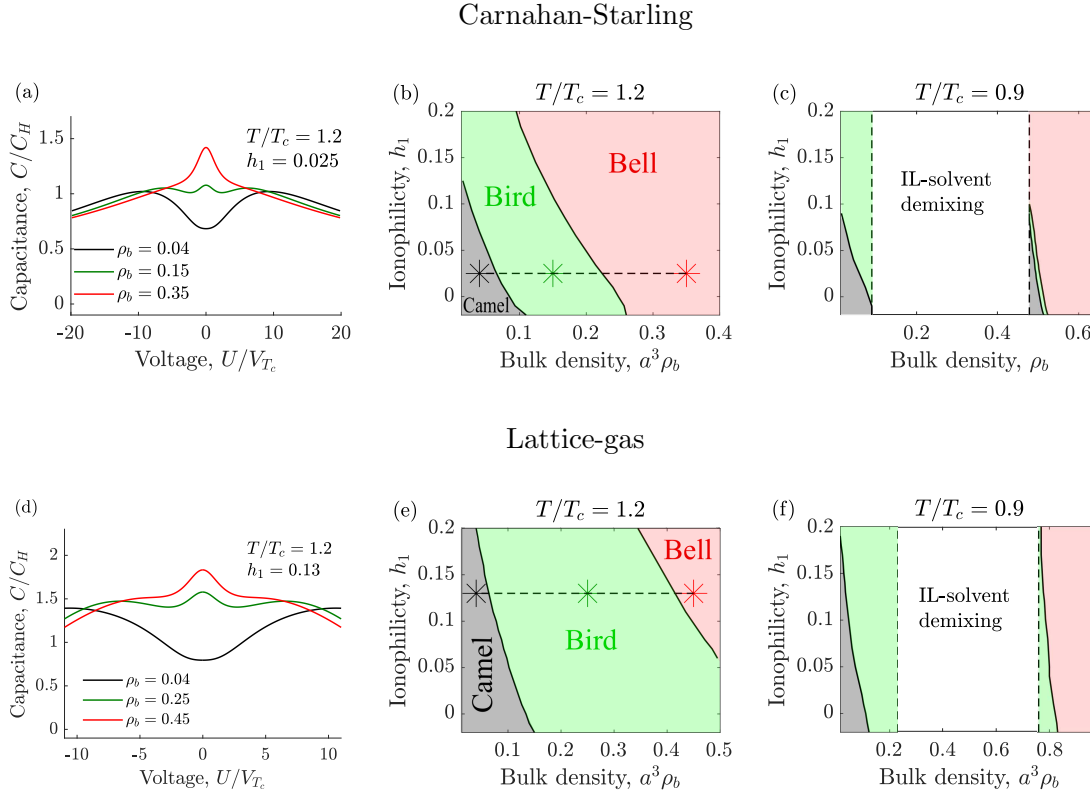 Carnahan-Starling
(a)
T/T_c = 1.2
h_1 = 0.025
Capacitance, C/C_H
1.5
1
0.5
0
ρ_b = 0.04
ρ_b = 0.15
ρ_b = 0.35
-20
-10
0
10
20
Voltage, U/V_{T_c}
(b)
T/T_c = 1.2
Ionophilicty, h_1
0.2
0.15
0.1
0.05
0
Bell
Bird
Camel
0.1
0.2
0.3
0.4
Bulk density, a^3ρ_b
(c)
T/T_c = 0.9
Ionophilicty, h_1
0.2
0.15
0.1
0.05
0
IL-solvent
demixing
0.2
0.4
0.6
Bulk density, ρ_b
Lattice-gas
(d)
T/T_c = 1.2
h_1 = 0.13
Capacitance, C/C_H
2
1.5
1
0.5
0
ρ_b = 0.04
ρ_b = 0.25
ρ_b = 0.45
-10
-5
0
5
10
Voltage, U/V_{T_c}
(e)
T/T_c = 1.2
Ionophilicty, h_1
0.2
0.15
0.1
0.05
0
Bell
Bird
Camel
0.1
0.2
0.3
0.4
0.5
Bulk density, a^3ρ_b
(f)
T/T_c = 0.9
Ionophilicty, h_1
0.2
0.15
0.1
0.05
0
IL-solvent
demixing
0.2
0.4
0.6
0.8
Bulk density, a^3ρ_b